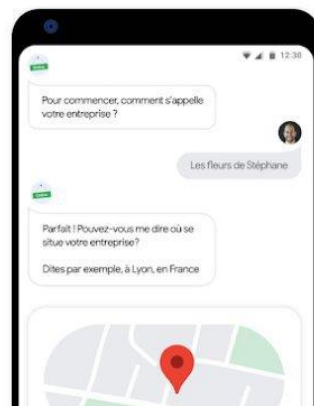 12:30
Pour commencer, comment s'appelle
votre entreprise ?
Les fleurs de Stéphane
Parfait ! Pouvez-vous me dire où se
situe votre entreprise?
Dites par exemple, à Lyon, en France